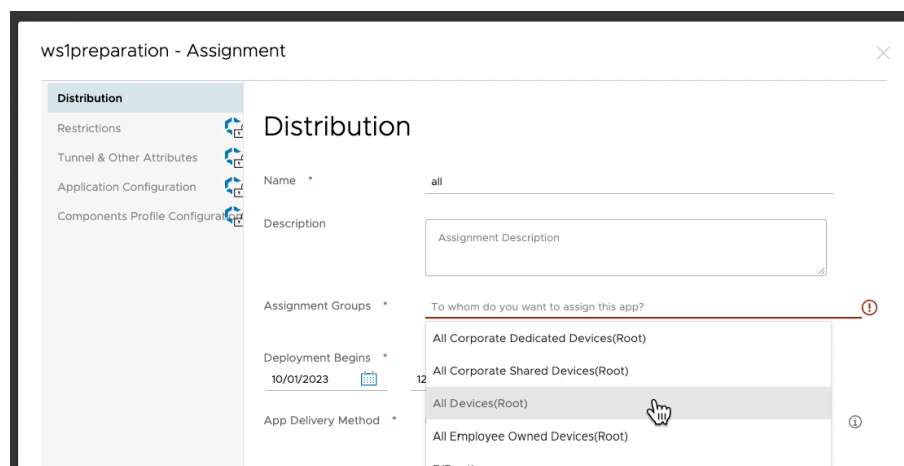 ws1preparation - Assignment
Distribution
Restrictions
Tunnel & Other Attributes
Application Configuration
Components Profile Configuration
Distribution
Name *
all
Description
Assignment Description
Assignment Groups *
To whom do you want to assign this app?
All Corporate Dedicated Devices(Root)
Deployment Begins *
All Corporate Shared Devices(Root)
10/01/2023
12
All Devices(Root)
App Delivery Method *
All Employee Owned Devices(Root)